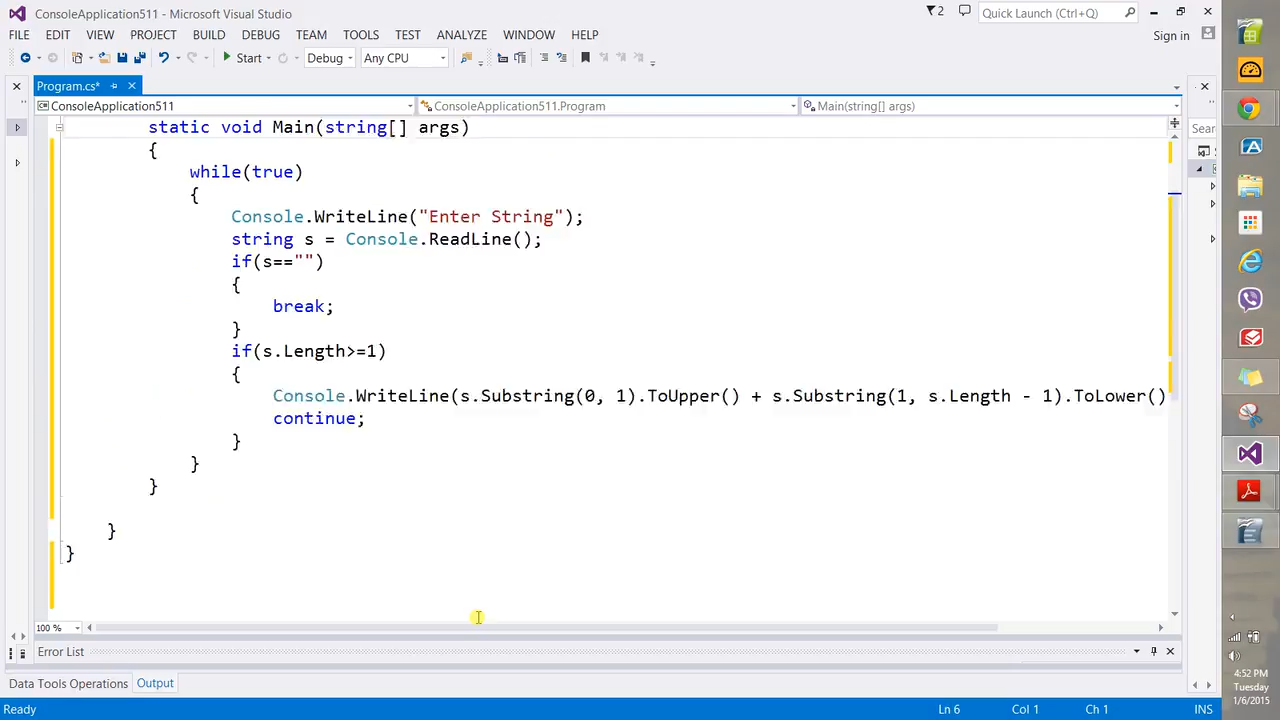 ConsoleApplication511 - Microsoft Visual Studio
2
Quick Launch (Ctrl+Q)
FILE EDIT VIEW PROJECT BUILD DEBUG TEAM TOOLS TEST ANALYZE WINDOW HELP
Sign in
Start Debug Any CPU
Program.cs*
ConsoleApplication511 ConsoleApplication511.Program Main(string[] args)
static void Main(string[] args)
Sear
{
while(true)
{
Console.WriteLine("Enter String");
string s = Console.ReadLine();
if(s=="")
{
break;
}
if(s.Length>=1)
{
Console.WriteLine(s.Substring(0, 1).ToUpper() + s.Substring(1, s.Length - 1).ToLower()
continue;
}
}
}
}
}
100 %
Error List
Data Tools Operations Output
4:52 PM
Tuesday
1/6/2015
Ready Ln 6 Col 1 Ch 1 INS